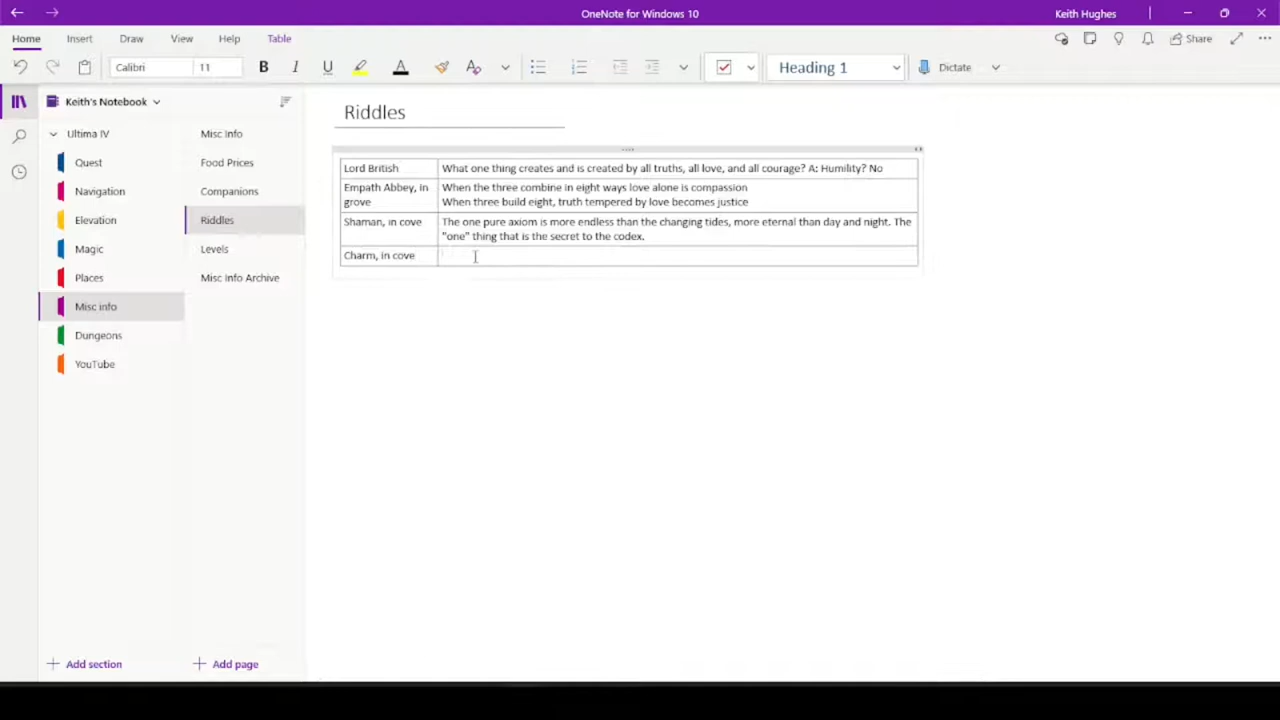 OneNote for Windows 10
Keith Hughes
Home Insert Draw View Help Table
Share
Calibri 11 B I U A A Heading 1 Dictate
Keith's Notebook
Riddles
Ultima IV
Quest
Navigation
Elevation
Magic
Places
Misc info
Dungeons
YouTube
Misc Info
Food Prices
Companions
Riddles
Levels
Misc Info Archive
Lord British What one thing creates and is created by all truths, all love, and all courage? A: Humility? No
Empath Abbey, in When the three combine in eight ways love alone is compassion
grove When three build eight, truth tempered by love becomes justice
Shaman, in cove The one pure axiom is more endless than the changing tides, more eternal than day and night. The
"one" thing that is the secret to the codex.
Charm, in cove
Add section
Add page